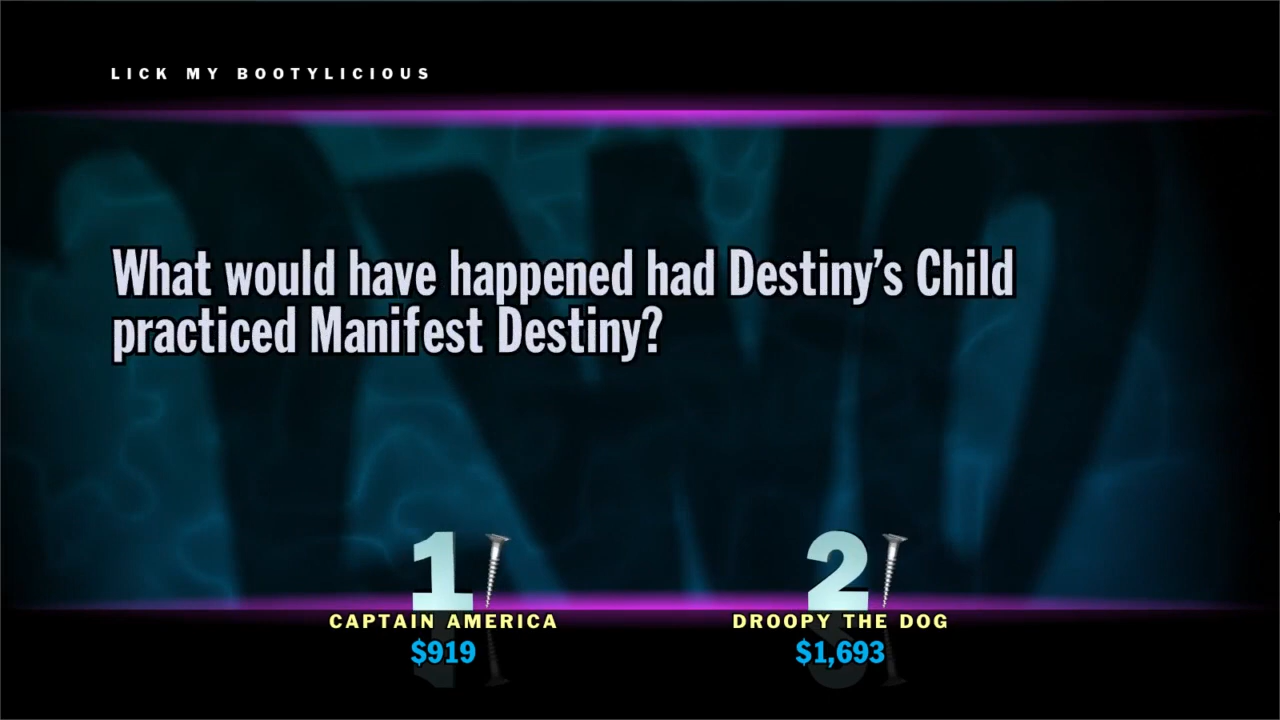 LICK MY BOOTYLICIOUS
What would have happened had Destiny's Child
practiced Manifest Destiny?
1
2
CAPTAIN AMERICA
DROOPY THE DOG
$919
$1,693